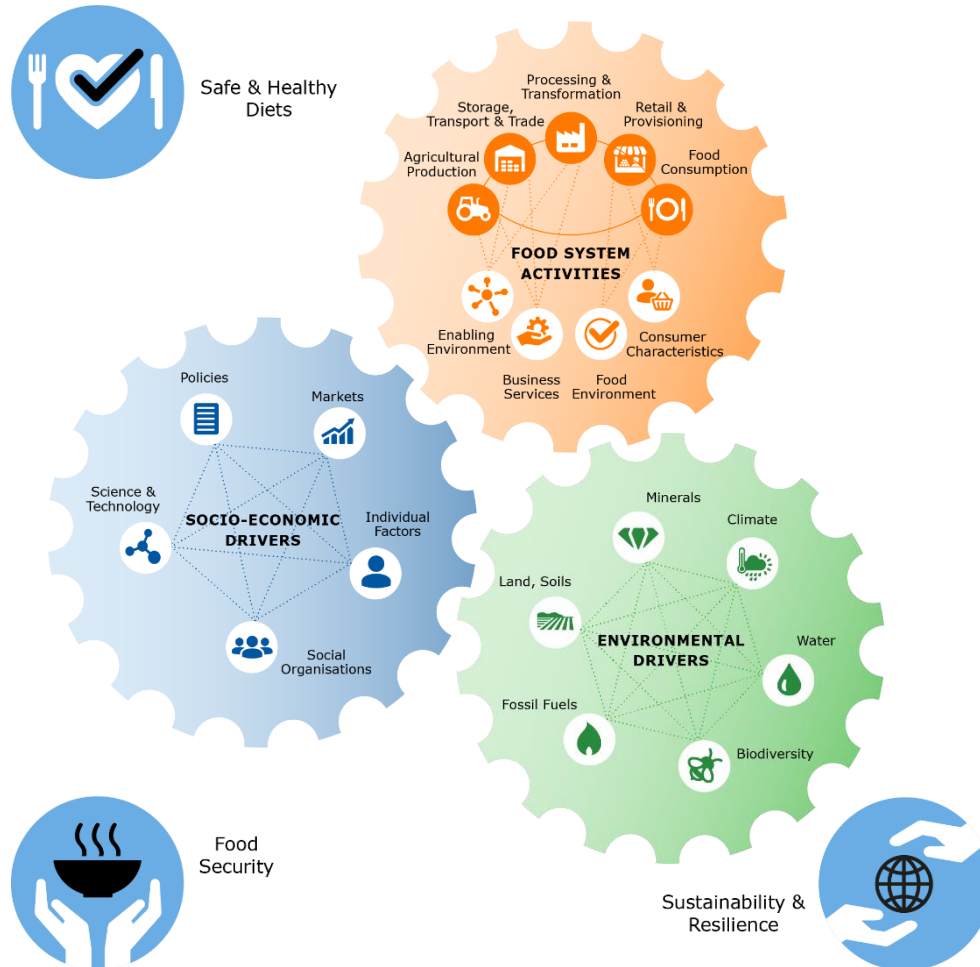 Safe & Healthy
Diets
Processing &
Transformation
Storage,
Transport & Trade
Retail &
Provisioning
Agricultural
Production
Food
Consumption
FOOD SYSTEM
ACTIVITIES
Enabling
Environment
Business
Services
Food
Environment
Consumer
Characteristics
Policies
Markets
Science &
Technology
SOCIO-ECONOMIC
DRIVERS
Individual
Factors
Social
Organisations
Minerals
Climate
Land, Soils
ENVIRONMENTAL
DRIVERS
Water
Fossil Fuels
Biodiversity
Food
Security
Sustainability &
Resilience